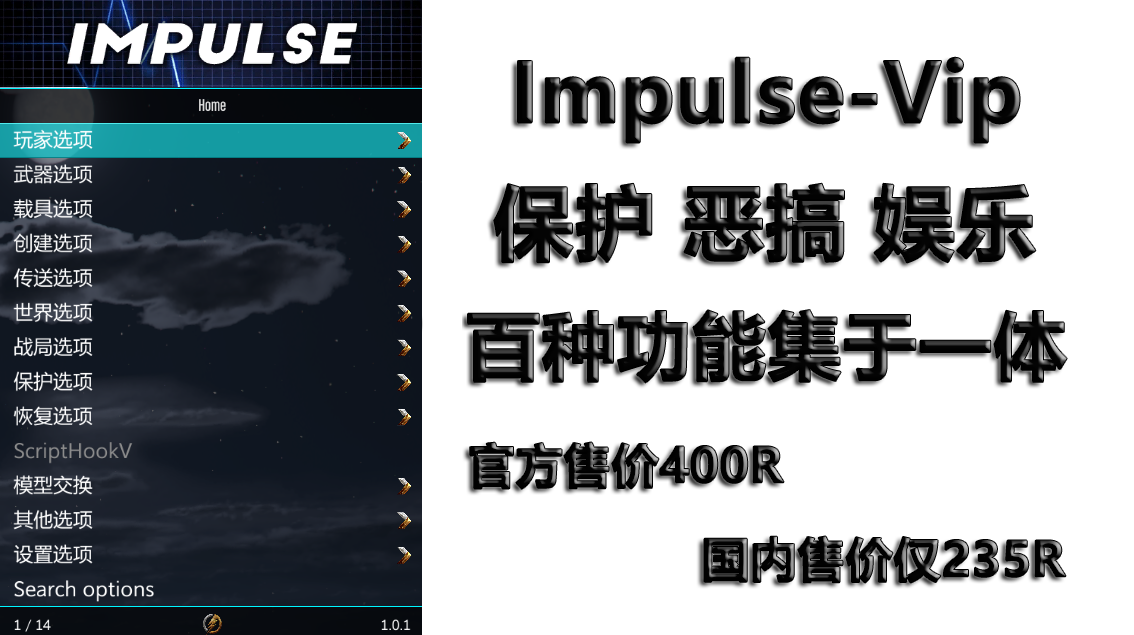 IMPULSE
Home
玩家选项
武器选项
载具选项
创建选项
传送选项
世界选项
战局选项
保护选项
恢复选项
ScriptHookV
模型交换
其他选项
设置选项
Search options
1 / 14
1.0.1
Impulse-Vip
保护 恶搞 娱乐
百种功能集于一体
官方售价400R
国内售价仅235R